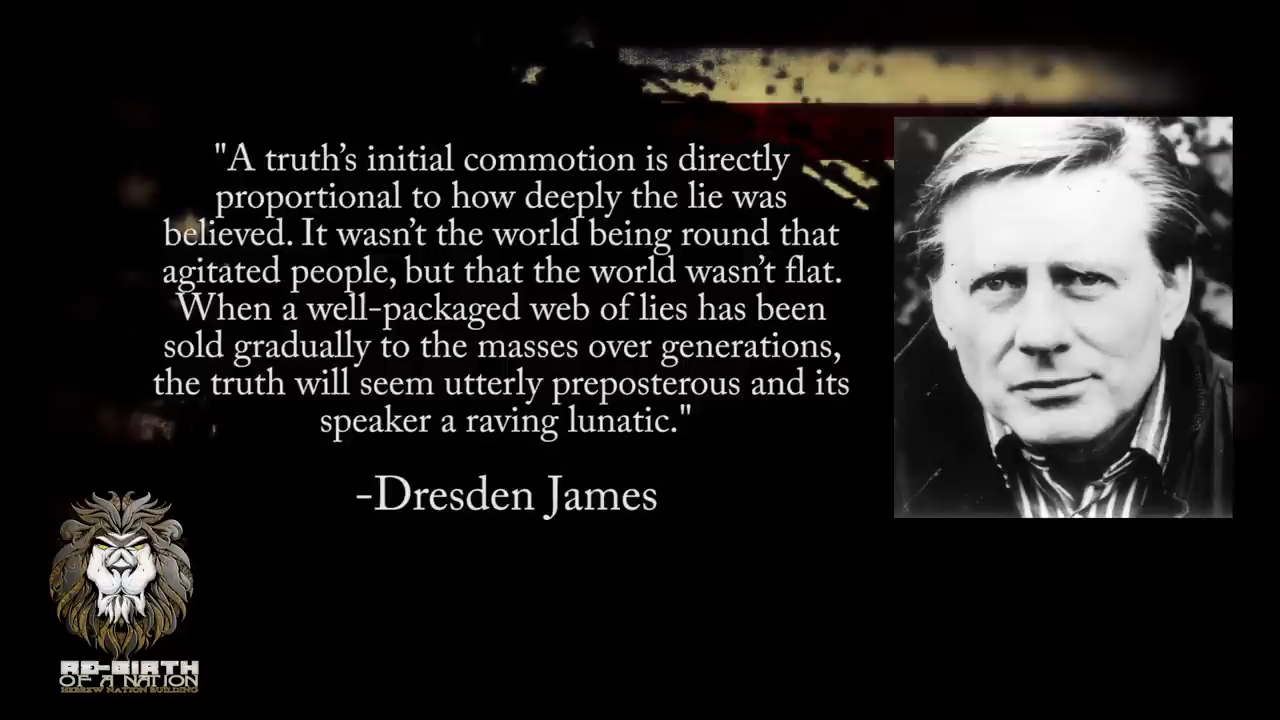 "A truth’s initial commotion is directly
proportional to how deeply the lie was
believed. It wasn’t the world being round that
agitated people, but that the world wasn’t flat.
When a well-packaged web of lies has been
sold gradually to the masses over generations,
the truth will seem utterly preposterous and its
speaker a raving lunatic."
-Dresden James
RE-BIRTH
OF A NATION
HEBREW NATION BUILDING